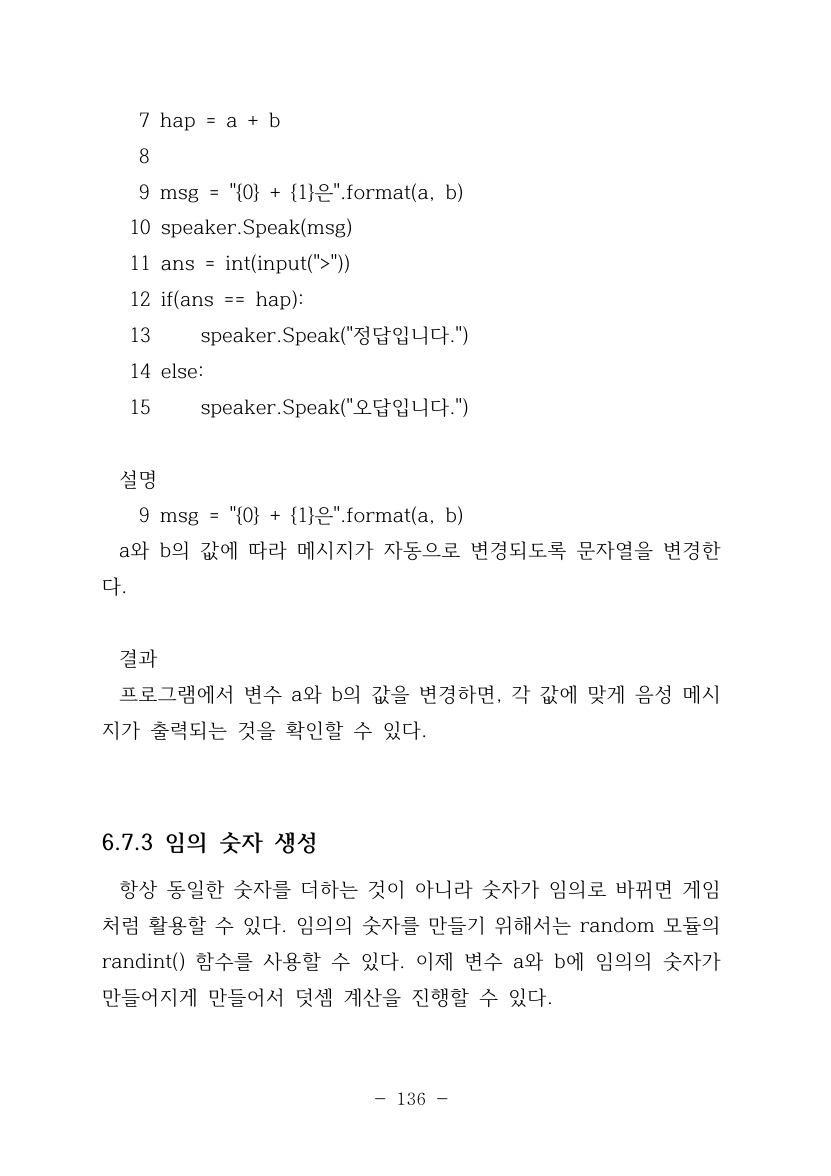 7 hap = a + b
8
9 msg = "{0} + {1}은".format(a, b)
10 speaker.Speak(msg)
11 ans = int(input(">"))
12 if(ans == hap):
13     speaker.Speak("정답입니다.")
14 else:
15     speaker.Speak("오답입니다.")
설명
9 msg = "{0} + {1}은".format(a, b)
a와 b의 값에 따라 메시지가 자동으로 변경되도록 문자열을 변경한
다.
결과
프로그램에서 변수 a와 b의 값을 변경하면, 각 값에 맞게 음성 메시
지가 출력되는 것을 확인할 수 있다.
6.7.3 임의 숫자 생성
항상 동일한 숫자를 더하는 것이 아니라 숫자가 임의로 바뀌면 게임
처럼 활용할 수 있다. 임의의 숫자를 만들기 위해서는 random 모듈의
randint() 함수를 사용할 수 있다. 이제 변수 a와 b에 임의의 숫자가
만들어지게 만들어서 덧셈 계산을 진행할 수 있다.
- 136 -